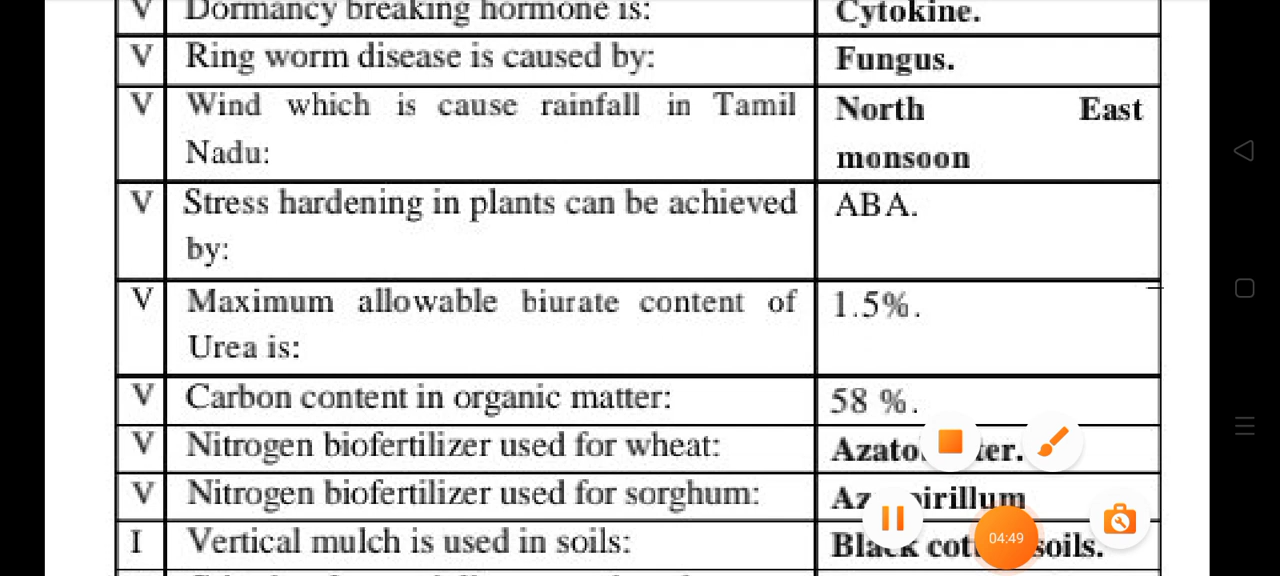 V Dormancy breaking hormone is: Cytokine.
V Ring worm disease is caused by: Fungus.
V Wind which is cause rainfall in Tamil North East
Nadu: monsoon
V Stress hardening in plants can be achieved ABA.
by:
V Maximum allowable biurate content of 1.5%.
Urea is:
V Carbon content in organic matter: 58 %.
V Nitrogen biofertilizer used for wheat:
V Nitrogen biofertilizer used for sorghum:
I Vertical mulch is used in soils: Black soils.
04:49